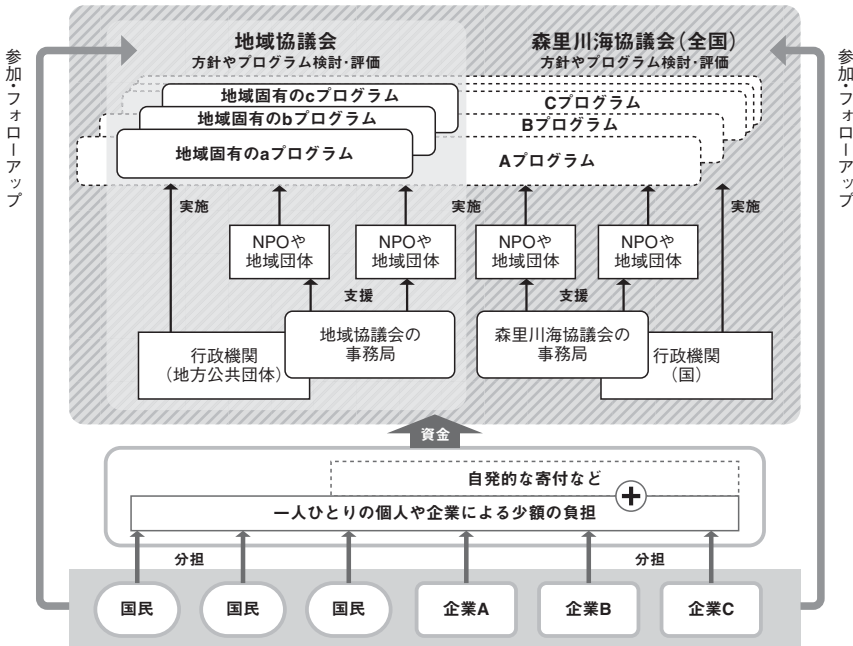 地域協議会
方針やプログラム検討・評価
森里川海協議会（全国）
方針やプログラム検討・評価
参加・フォローアップ
参加・フォローアップ
地域固有のcプログラム
Cプログラム
地域固有のbプログラム
Bプログラム
地域固有のaプログラム
Aプログラム
実施
実施
実施
NPOや
地域団体
NPOや
地域団体
NPOや
地域団体
NPOや
地域団体
支援
支援
地域協議会の
事務局
森里川海協議会の
事務局
行政機関
（地方公共団体）
行政機関
（国）
資金
自発的な寄付など
+
一人ひとりの個人や企業による少額の負担
分担
分担
国民
国民
国民
企業A
企業B
企業C